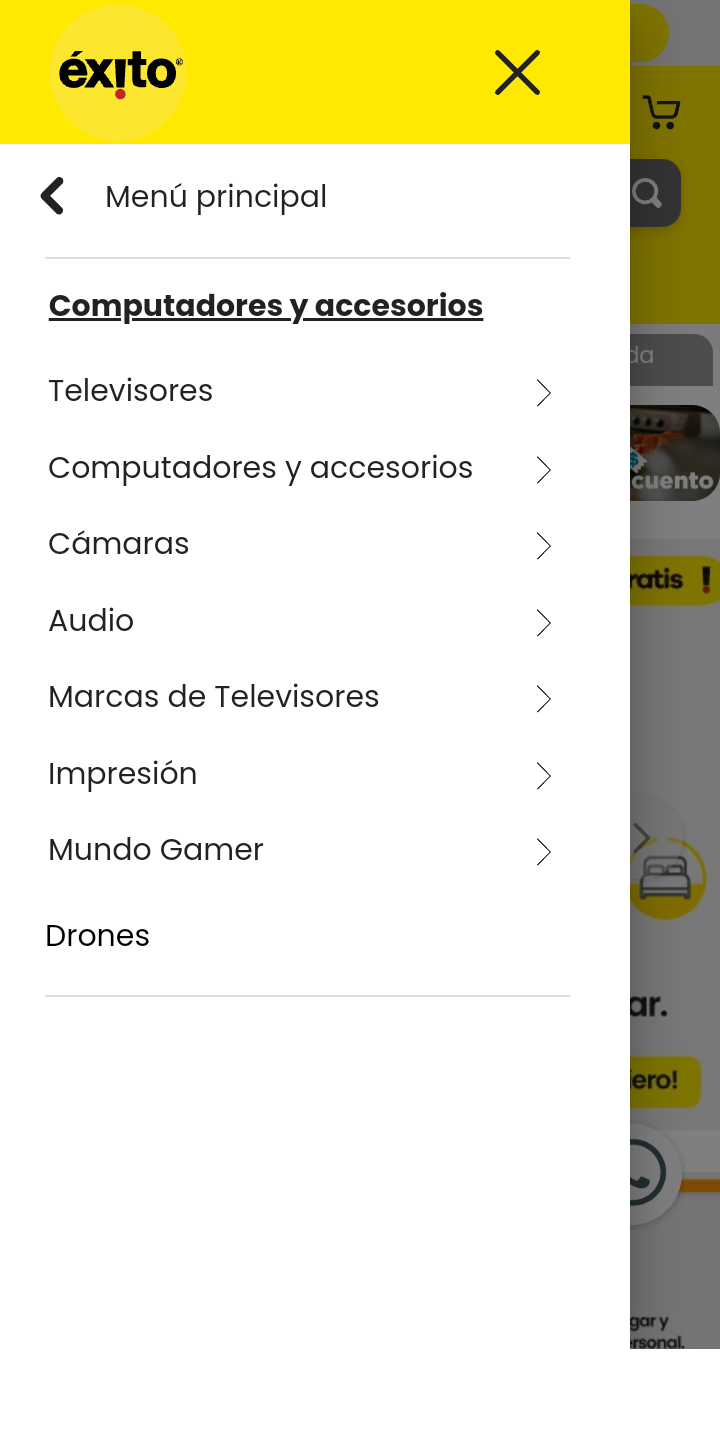 éxito®
Menú principal
Computadores y accesorios
Televisores
Computadores y accesorios
Cámaras
Audio
Marcas de Televisores
Impresión
Mundo Gamer
Drones
da
cuento
ratis !
ar.
iero!
gar y
ersonal.